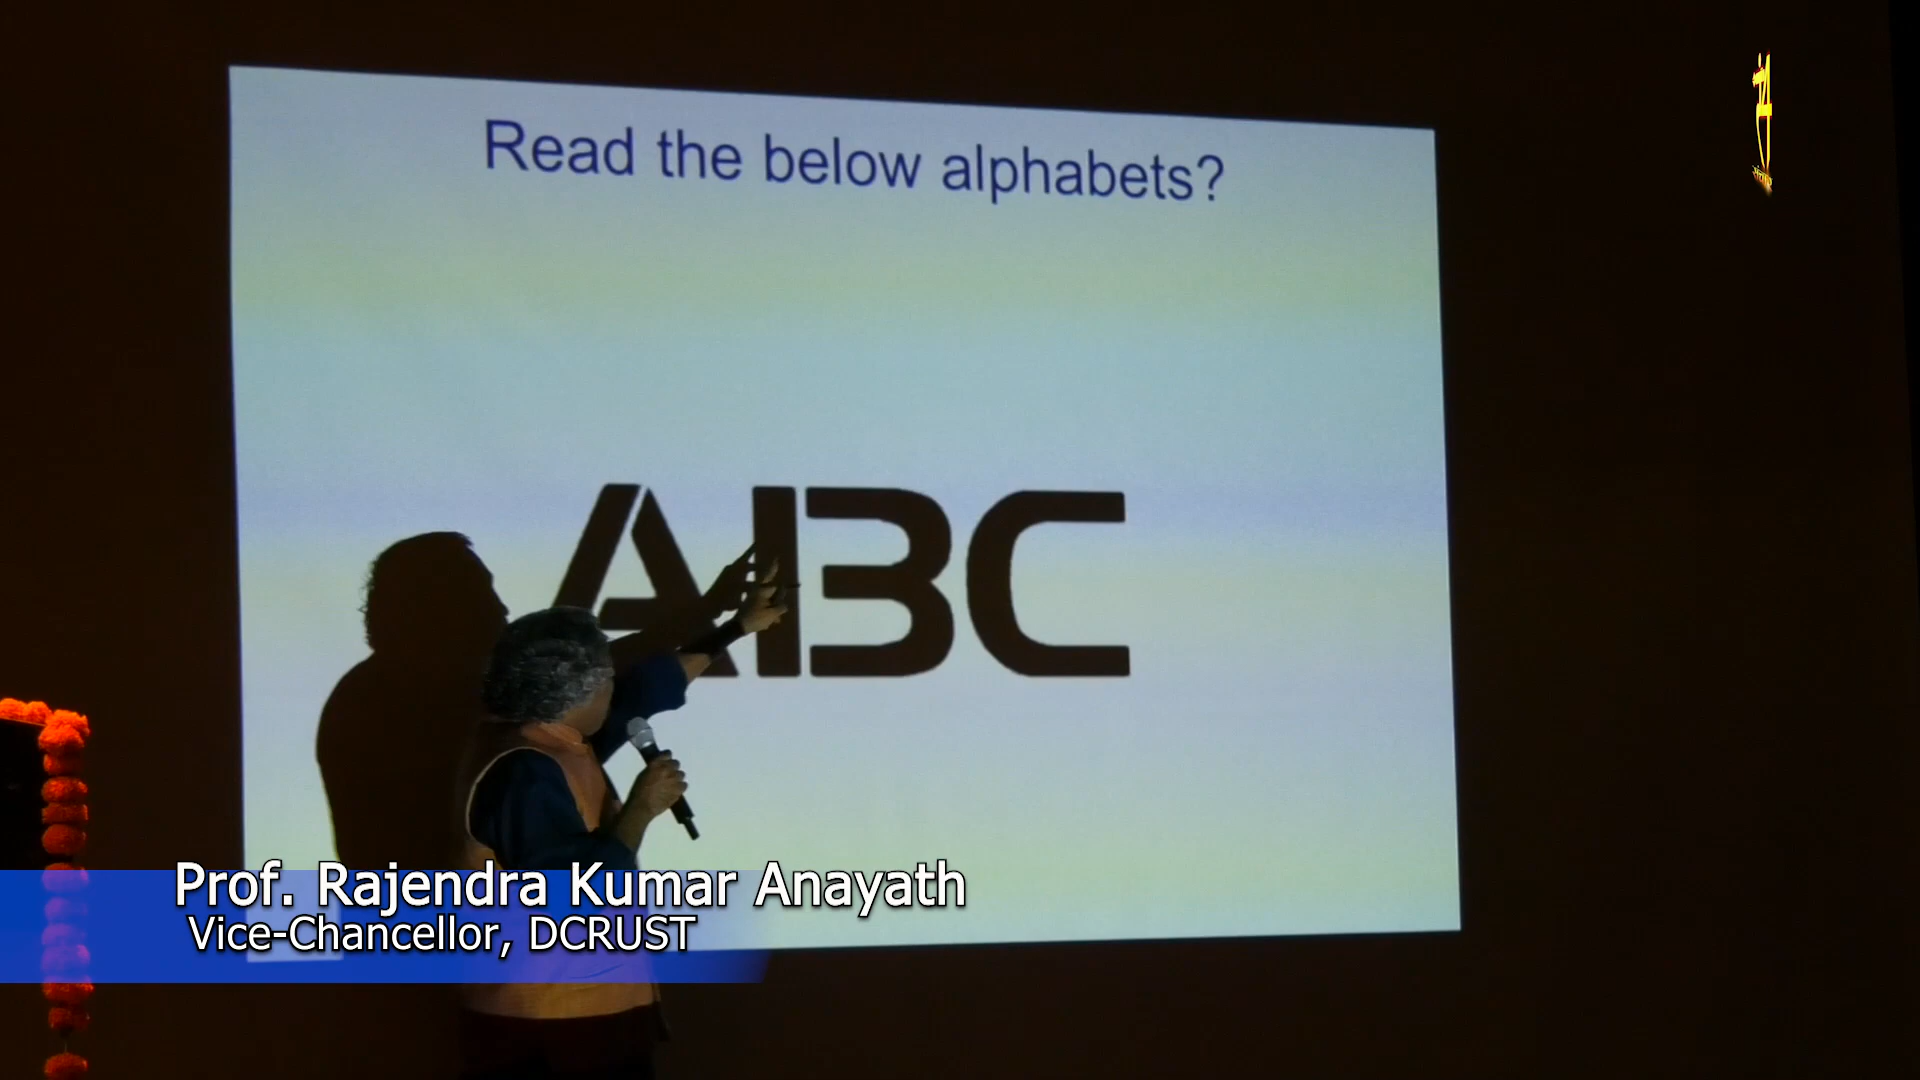 Read the below alphabets?
ABC
Prof. Rajendra Kumar Anayath
Vice-Chancellor, DCRUST